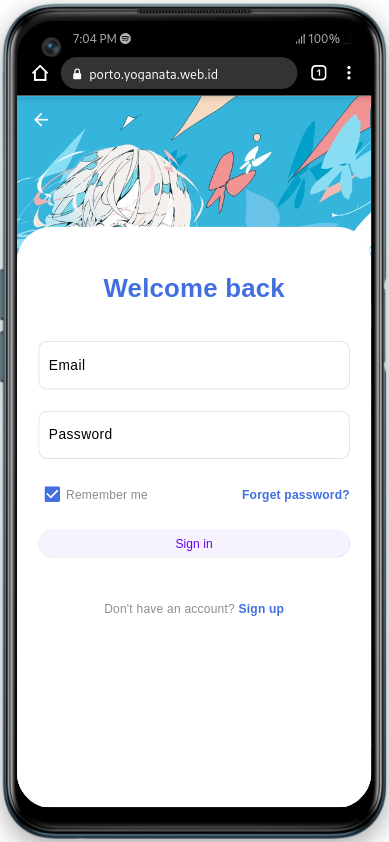 7:04 PM 100%
porto.yoganata.web.id 1
Welcome back
Email
Password
Remember me Forget password?
Sign in
Don't have an account? Sign up